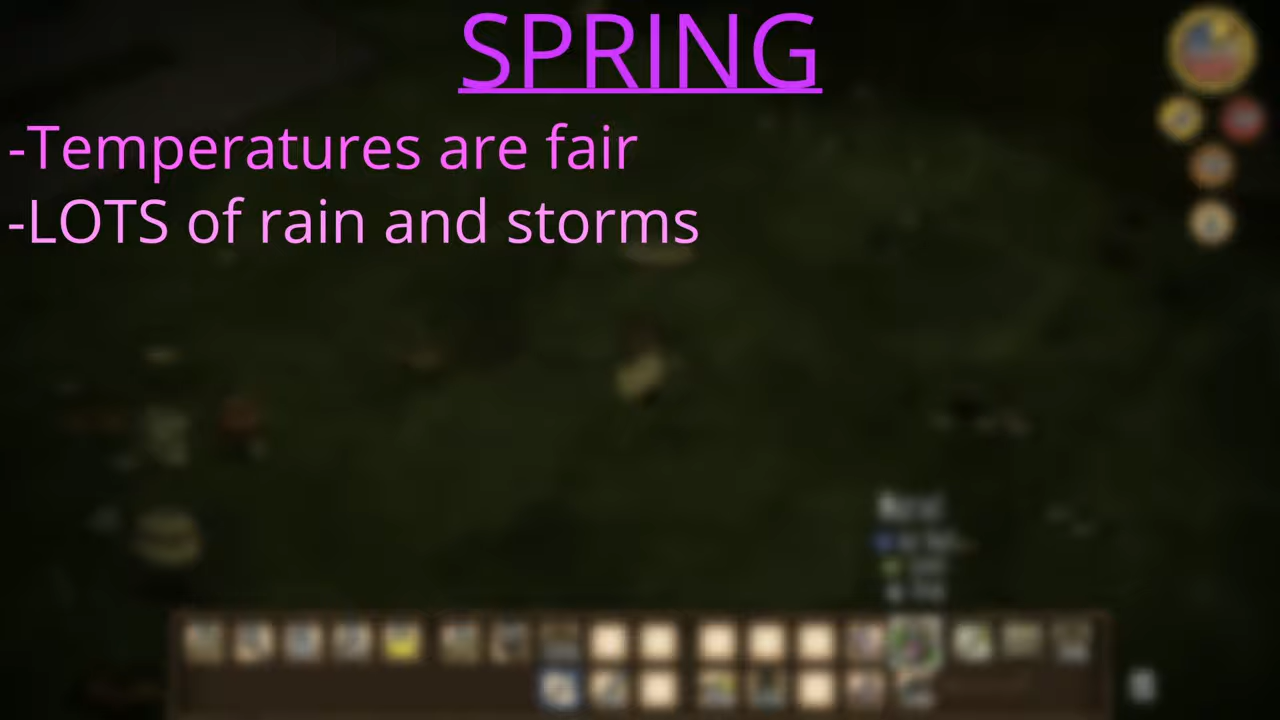 SPRING
-Temperatures are fair
-LOTS of rain and storms